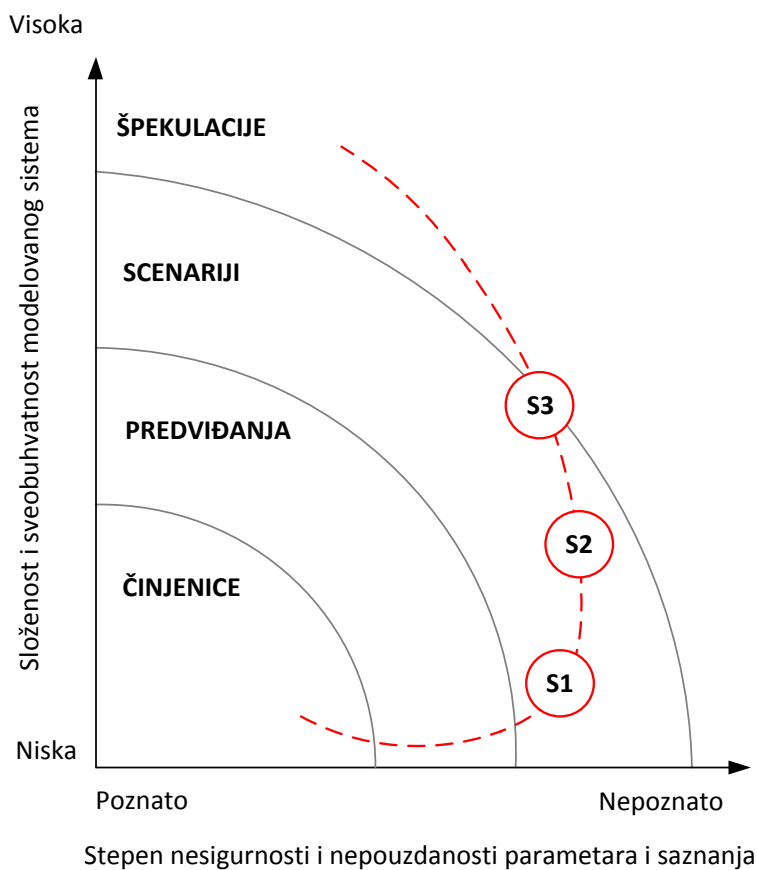 Visoka
Složenost i sveobuhvatnost modelovanog sistema
ŠPEKULACIJE
SCENARIJI
S3
PREDVIĐANJA
S2
ČINJENICE
S1
Niska
Poznato
Nepoznato
Stepen nesigurnosti i nepouzdanosti parametara i saznanja